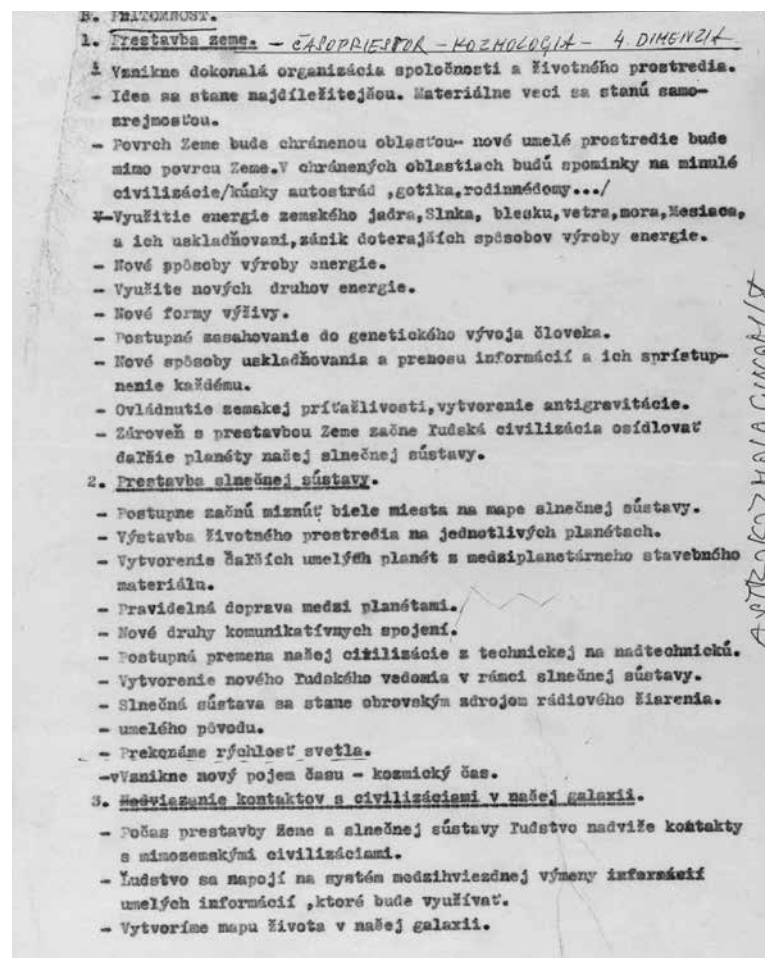 B. PRÍTOMNOST.
1. Prestavba zeme. - ČASOPRIESTOR - KOZMOLOGIA - 4. DIMENZIA
- Vznikne dokonalá organizácia spoločnosti a životného prostredia.
- Idea sa stane najdíležitejšou. Materiálne veci sa stanú samo-
zrejmosťou.
- Povrch Zeme bude chránenou oblasťou- nové umelé prostredie bude
mimo povrcu Zeme.V chránených oblastiach budú spominky na minulé
civilizácie/kúsky autostrád ,gotika,rodinnédomy.../
-Využitie energie zemského jadra,Slnka, blesku,vetra,mora,Mesiaca,
a ich uskladňovani,zánik doterajších spôsobov výroby energie.
- Nové spôsoby výroby energie.
- Využite nových druhov energie.
- Nové formy výživy.
- Postupné zasahovanie do genetického vývoja človeka.
- Nové spôsoby uskladňovania a prenosu informácií a ich sprístup-
nenie každému.
- Ovládnutie zemskej príťažlivosti,vytvorenie antigravitácie.
- Zároveň s prestavbou Zeme začne ľudská civilizácia osídlovať
ďaľšie planéty našej slnečnej sústavy.
2. Prestavba slnečnej sústavy.
- Postupne začnú miznúť biele miesta na mape slnečnej sústavy.
- Výstavba životného prostredia na jednotlivých planétach.
- Vytvorenie ďaľších umelých planét z medziplanetárneho stavebného
materiálu.
- Pravidelná doprava medzi planétami.
- Nové druhy komunikatívnych spojení.
- Postupná premena našej civilizácie z technickej na nadtechnickú.
- Vytvorenie nového ľudského vedomia v rámci slnečnej sústavy.
- Slnečná sústava sa stane obrovským zdrojom rádiového žiarenia.
- umelého pôvodu.
- Prekonáme rýchlosť svetla.
-vVznikne nový pojem času - kozmický čas.
3. Nadviazanie kontaktov s civilizáciami v našej galaxii.
- Počas prestavby Zeme a slnečnej sústavy ľudstvo nadviže kontakty
s mimozemskými civilizáciami.
- Ľudstvo sa napojí na systém medzihviezdnej výmeny informácií
umelých informácií ,ktoré bude využívať.
- Vytvoríme mapu života v našej galaxii.